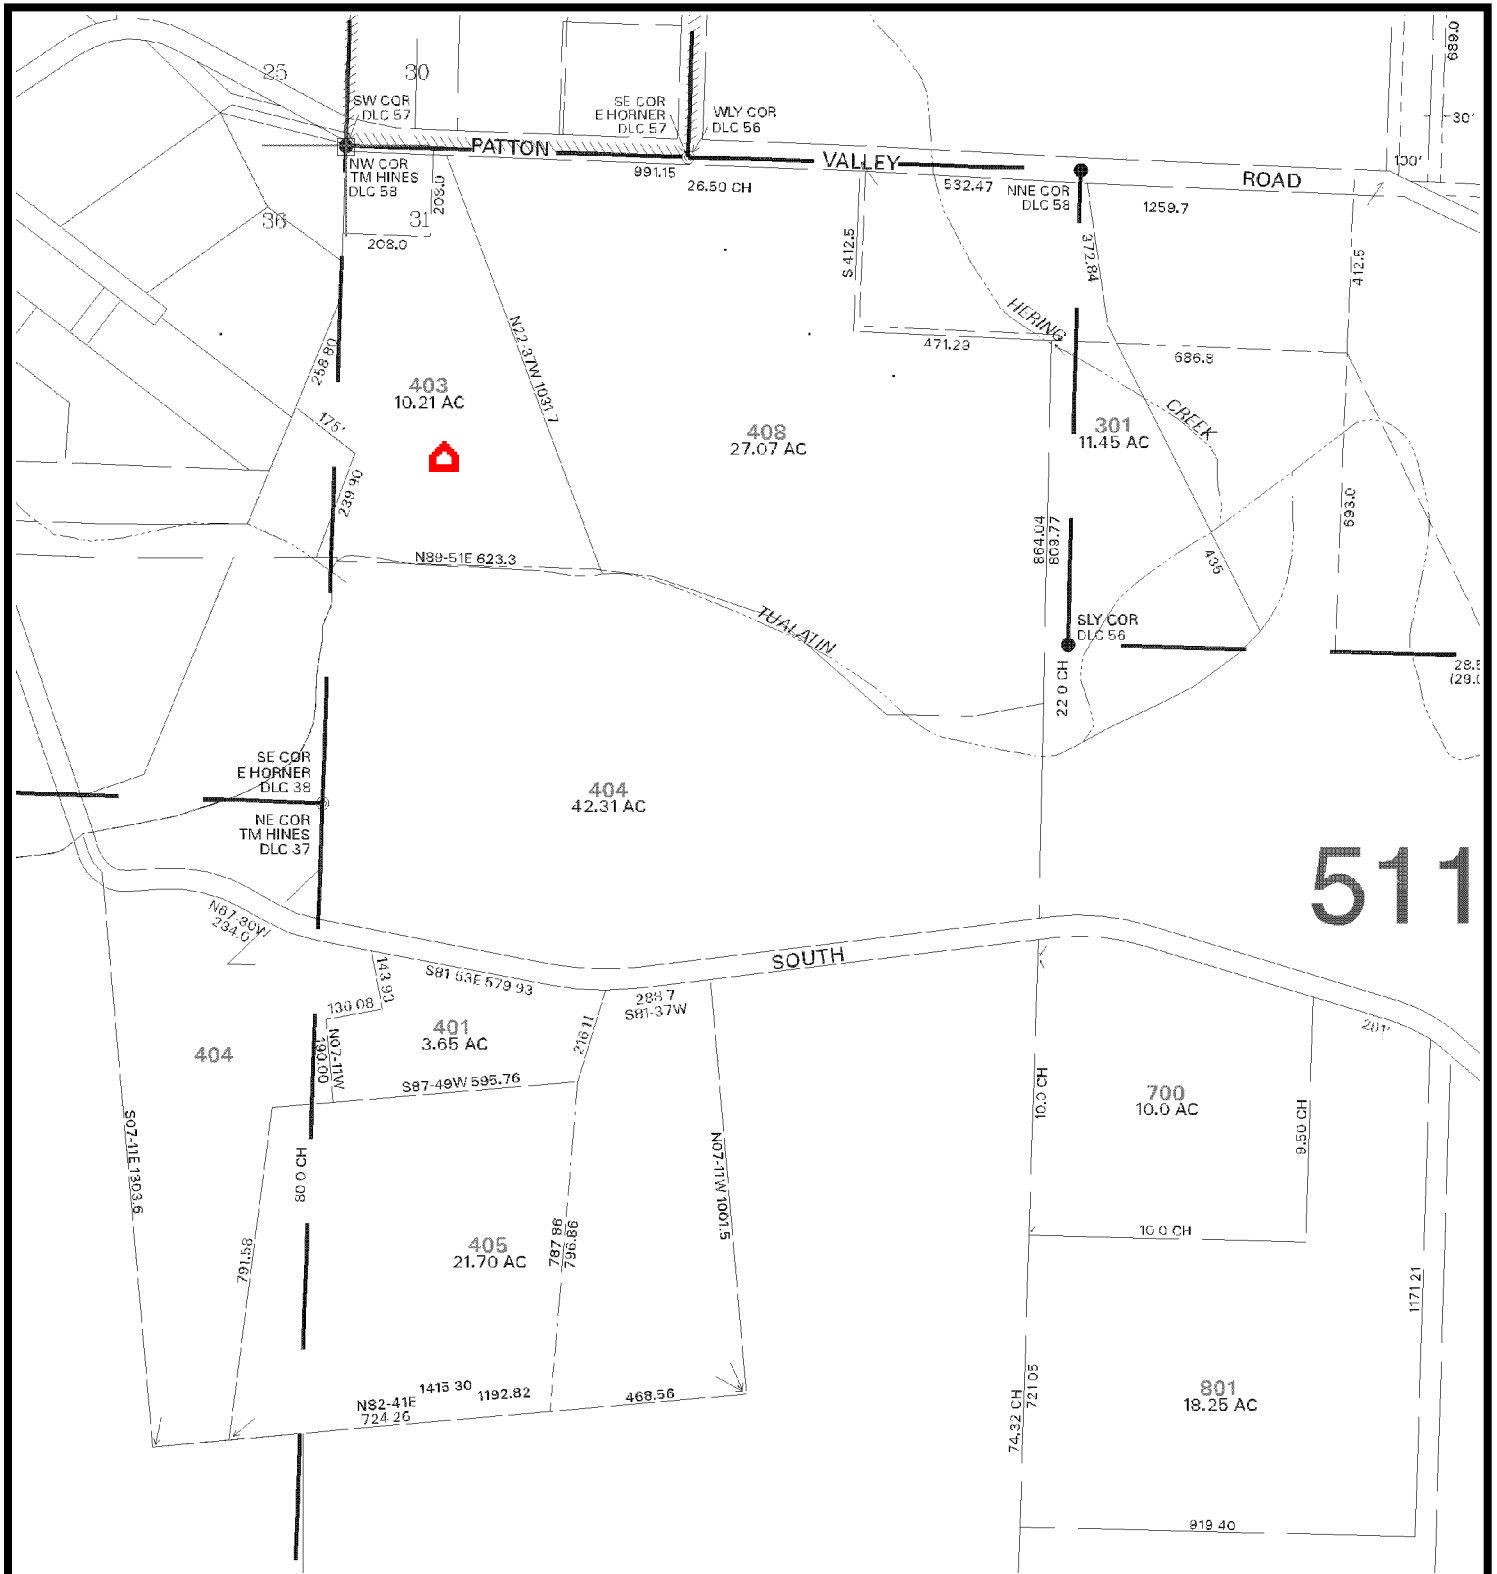 689.0
25
30
SW COR
DLC 57
SE COR
E HORNER
DLC 57
WLY COR
DLC 56
30'
PATTON
VALLEY
ROAD
100'
NW COR
TM HINES
DLC 58
991.15
26.50 CH
532.47
NNE COR
DLC 58
1259.7
208.0
36
31
208.0
S 412.5
372.84
412.5
HERING
471.29
686.8
258.80
N22-37W 1031.7
403
10.21 AC
175'
408
27.07 AC
CREEK
301
11.45 AC
239.90
693.0
864.04
809.77
N89-51E 623.3
435
TUALATIN
SLY COR
DLC 56
22.0 CH
SE COR
E HORNER
DLC 38
404
42.31 AC
NE COR
TM HINES
DLC 37
511
N87-30W
234.0
SOUTH
143.93
S81-53E 579.93
136.08
288.7
S81-37W
401
3.65 AC
216.11
201'
404
N07-11W
190.00
S87-49W 595.76
10.0 CH
700
10.0 AC
9.50 CH
S07-11E 1303.6
80.0 CH
N07-11W 1001.5
10.0 CH
791.58
405
21.70 AC
787.86
796.86
1171.21
1415.30
N82-41E
1192.82
724.26
468.56
74.32 CH
721.05
801
18.25 AC
919.40